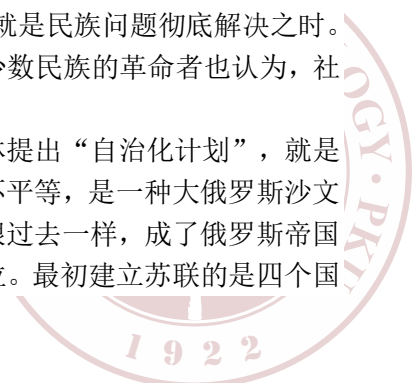 就是民族问题彻底解决之时。
少数民族的革命者也认为，社
提出“自治化计划”，就是
不平等，是一种大俄罗斯沙文
跟过去一样，成了俄罗斯帝国
。最初建立苏联的是四个国
OGY · PKU
1922